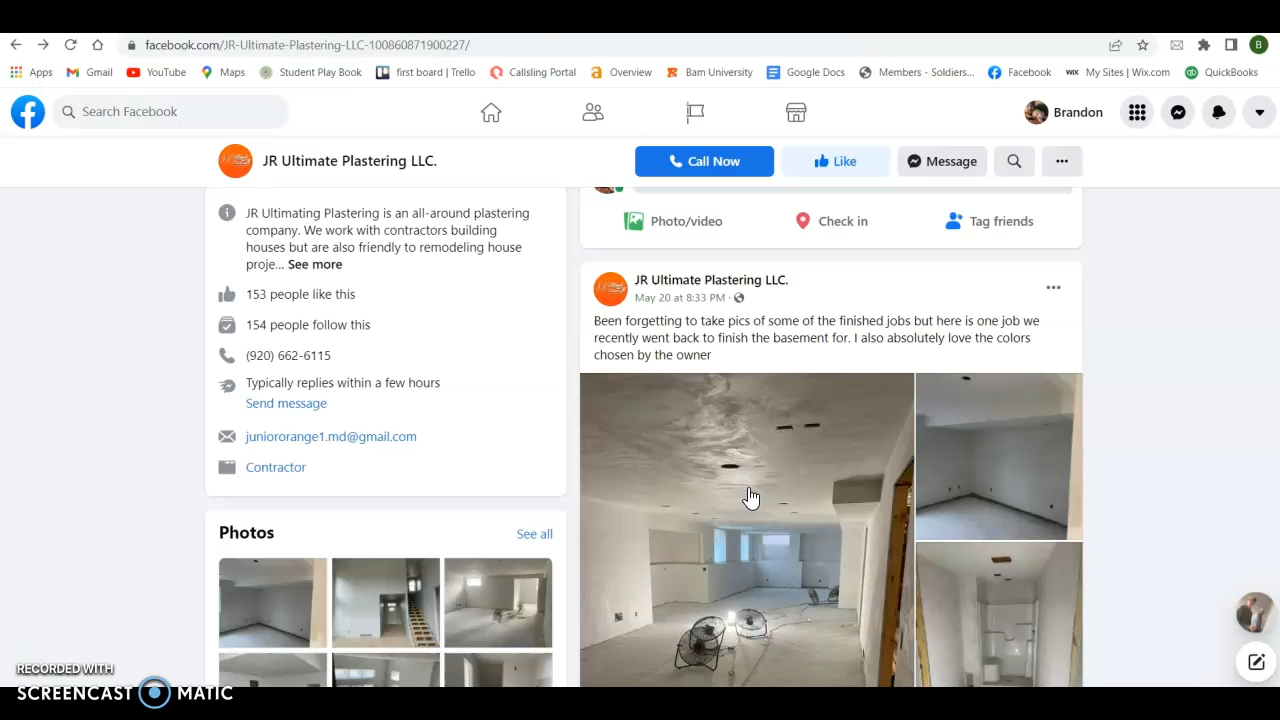 facebook.com/JR-Ultimate-Plastering-LLC-100860871900227/
B
Apps Gmail YouTube Maps Student Play Book first board | Trello Callsling Portal Overview Bam University Google Docs Members - Soldiers... Facebook WIX My Sites | Wix.com QuickBooks
Search Facebook
Brandon
JR Ultimate Plastering LLC.
Call Now Like Message
JR Ultimating Plastering is an all-around plastering
company. We work with contractors building
houses but are also friendly to remodeling house
proje... See more
153 people like this
154 people follow this
(920) 662-6115
Typically replies within a few hours
Send message
juniororange1.md@gmail.com
Contractor
Photos See all
Photo/video Check in Tag friends
JR Ultimate Plastering LLC.
May 20 at 8:33 PM ·
Been forgetting to take pics of some of the finished jobs but here is one job we
recently went back to finish the basement for. I also absolutely love the colors
chosen by the owner
RECORDED WITH
SCREENCAST MATIC